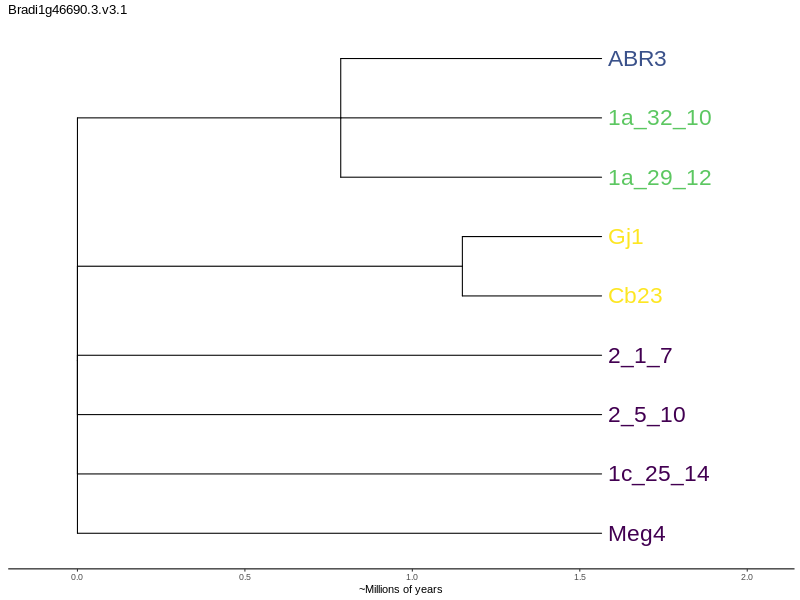 Bradi1g46690.3.v3.1
ABR3
1a_32_10
1a_29_12
Gj1
Cb23
2_1_7
2_5_10
1c_25_14
Meg4
0.0 0.5 1.0 1.5 2.0
~Millions of years